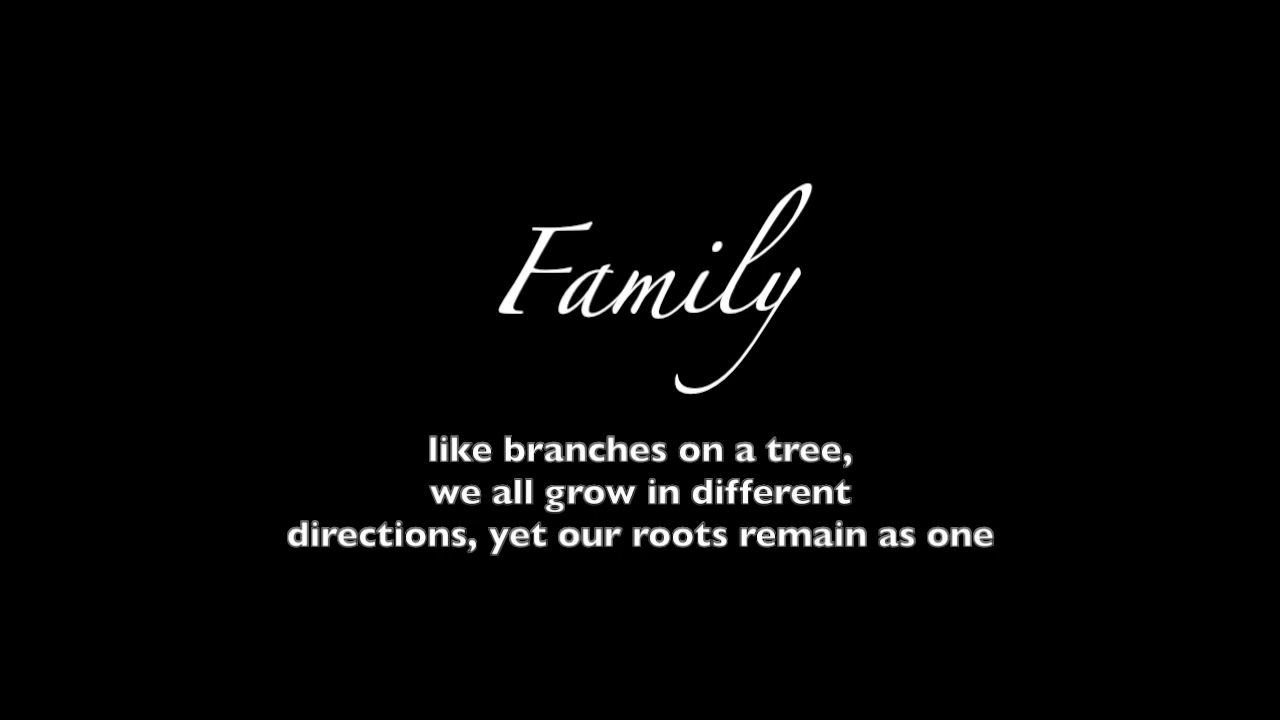 Family
like branches on a tree,
we all grow in different
directions, yet our roots remain as one